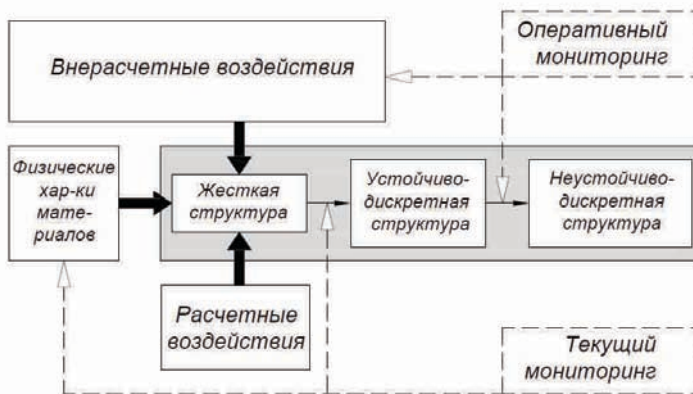 Оперативный
мониторинг
Внерасчетные воздействия
Физические
хар-ки
мате-
риалов
Жесткая
структура
Устойчиво-
дискретная
структура
Неустойчиво-
дискретная
структура
Расчетные
воздействия
Текущий
мониторинг